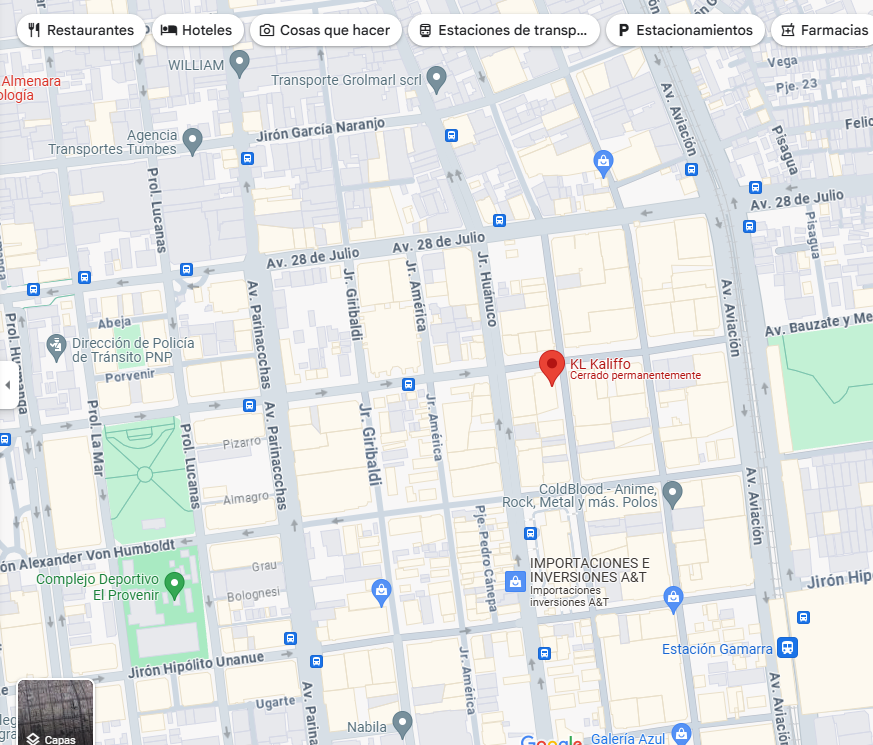 Restaurantes
Hoteles
Cosas que hacer
Estaciones de transp...
Estacionamientos
Farmacias
WILLIAM
Transporte Grolmarl scrl
Vega
Pje. 23
Almenara
ología
Agencia
Transportes Tumbes
Jirón García Naranjo
Av. Aviación
Pisagua
Felic
Prol. Lucanas
Av. 28 de Julio
Av. 28 de Julio
Av. 28 de Julio
Pisagua
Jr. Giribaldi
Jr. América
Jr. Huánuco
Av. Parinacochas
Av. Aviación
Prol. Huamanga
Abeja
Dirección de Policía
de Tránsito PNP
Porvenir
Av. Bauzate y Me
KL Kaliffo
Cerrado permanentemente
Prol. La Mar
Prol. Lucanas
Pizarro
Almagro
Av. Parinacochas
Jr. Giribaldi
Jr. América
ColdBlood - Anime,
Rock, Metal y más. Polos
Av. Aviación
Pje. Pedro Cánepa
ón Alexander Von Humboldt
Grau
Bolognesi
Complejo Deportivo
El Provenir
IMPORTACIONES E
INVERSIONES A&T
Importaciones
inversiones A&T
Jirón Hip
Estación Gamarra
Jirón Hipólito Unanue
Jr. América
Av. Parina
Ugarte
Av. Aviación
Nabila
Google
Galería Azul
Capas